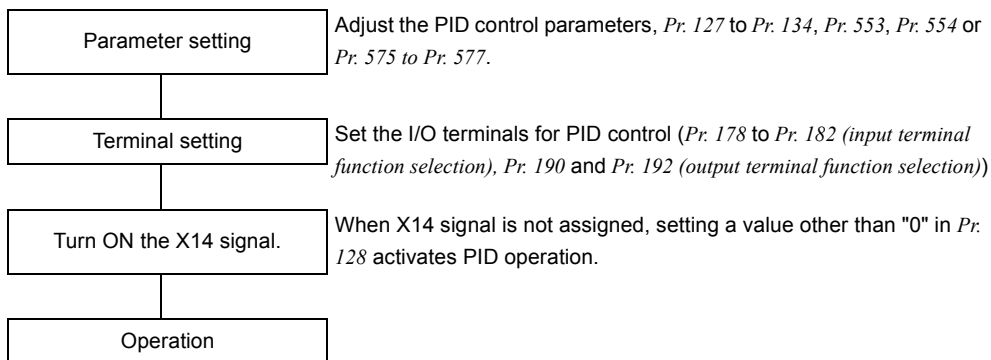 Parameter setting
Adjust the PID control parameters, Pr. 127 to Pr. 134, Pr. 553, Pr. 554 or
Pr. 575 to Pr. 577.
Terminal setting
Set the I/O terminals for PID control (Pr. 178 to Pr. 182 (input terminal
function selection), Pr. 190 and Pr. 192 (output terminal function selection))
Turn ON the X14 signal.
When X14 signal is not assigned, setting a value other than "0" in Pr.
128 activates PID operation.
Operation